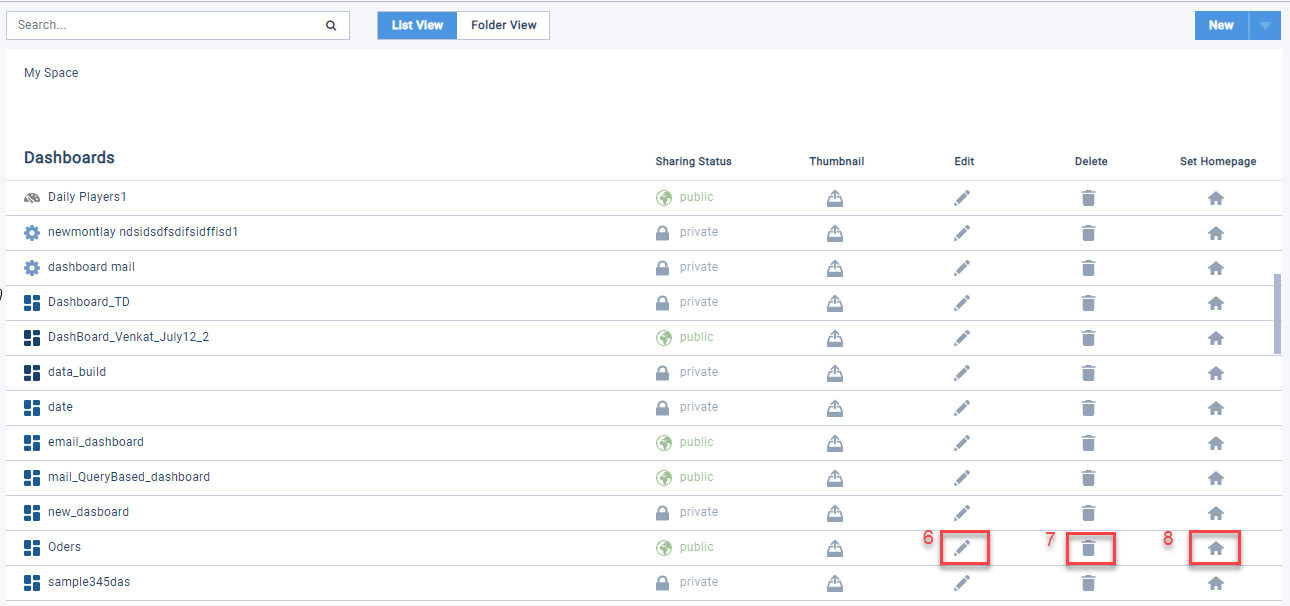 Search...
List View Folder View
New
My Space
Dashboards Sharing Status Thumbnail Edit Delete Set Homepage
Daily Players1 public
newmontlay ndsidsdfsdifsidffisd1 private
dashboard mail private
Dashboard_TD private
DashBoard_Venkat_July12_2 public
data_build private
date private
email_dashboard public
mail_QueryBased_dashboard public
new_dasboard private
Oders public 6 7 8
sample345das private